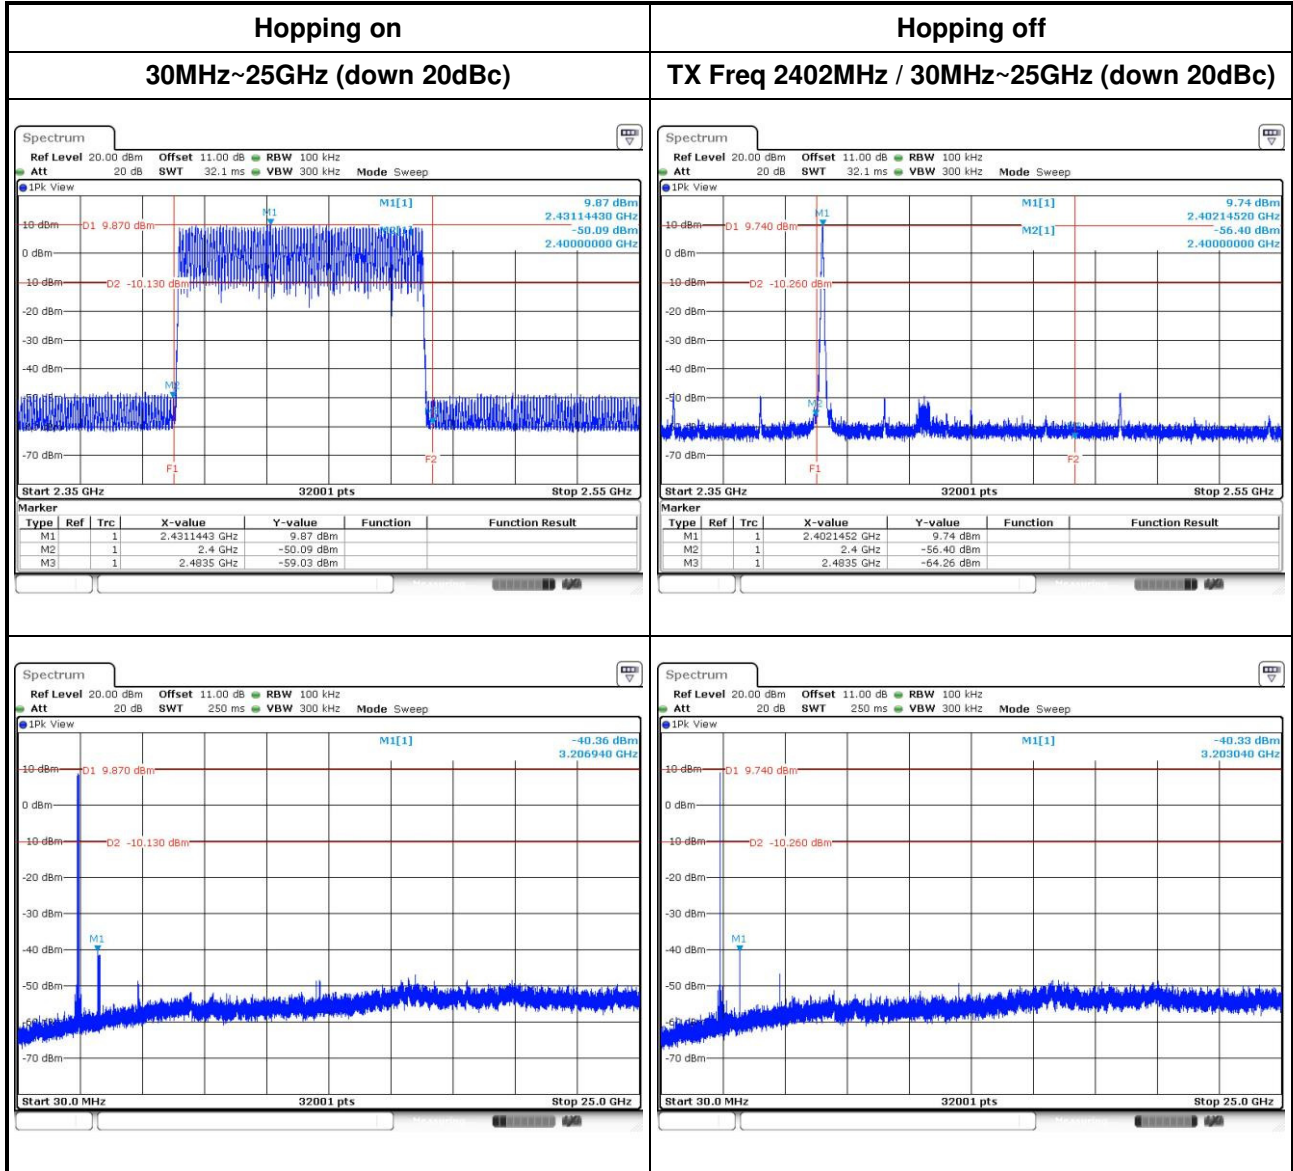 Hopping on
Hopping off
30MHz~25GHz (down 20dBc)
TX Freq 2402MHz / 30MHz~25GHz (down 20dBc)
Spectrum
Ref Level 20.00 dBm Offset 11.00 dB RBW 100 kHz
Att 20 dB SWT 32.1 ms VBW 300 kHz Mode Sweep
1Pk View
M1[1] 9.87 dBm
2.43114430 GHz
-50.09 dBm
2.40000000 GHz
M1
10 dBm
D1 9.870 dBm
0 dBm
-10 dBm
D2 -10.130 dBm
-20 dBm
-30 dBm
-40 dBm
M2
-50 dBm
-70 dBm
F1
F2
Start 2.35 GHz 32001 pts Stop 2.55 GHz
Marker
Type Ref Trc X-value Y-value Function Function Result
M1 1 2.4311443 GHz 9.87 dBm
M2 1 2.4 GHz -50.09 dBm
M3 1 2.4835 GHz -59.03 dBm
Spectrum
Ref Level 20.00 dBm Offset 11.00 dB RBW 100 kHz
Att 20 dB SWT 32.1 ms VBW 300 kHz Mode Sweep
1Pk View
M1[1] 9.74 dBm
2.40214520 GHz
M2[1] -56.40 dBm
2.40000000 GHz
M1
10 dBm
D1 9.740 dBm
0 dBm
-10 dBm
D2 -10.260 dBm
-20 dBm
-30 dBm
-40 dBm
-50 dBm
M2
-70 dBm
F1
F2
Start 2.35 GHz 32001 pts Stop 2.55 GHz
Marker
Type Ref Trc X-value Y-value Function Function Result
M1 1 2.4021452 GHz 9.74 dBm
M2 1 2.4 GHz -56.40 dBm
M3 1 2.4835 GHz -64.26 dBm
Spectrum
Ref Level 20.00 dBm Offset 11.00 dB RBW 100 kHz
Att 20 dB SWT 250 ms VBW 300 kHz Mode Sweep
1Pk View
M1[1] -40.36 dBm
3.206940 GHz
10 dBm
D1 9.870 dBm
0 dBm
-10 dBm
D2 -10.130 dBm
-20 dBm
-30 dBm
-40 dBm
M1
-50 dBm
-60 dBm
-70 dBm
Start 30.0 MHz 32001 pts Stop 25.0 GHz
Spectrum
Ref Level 20.00 dBm Offset 11.00 dB RBW 100 kHz
Att 20 dB SWT 250 ms VBW 300 kHz Mode Sweep
1Pk View
M1[1] -40.33 dBm
3.203040 GHz
10 dBm
D1 9.740 dBm
0 dBm
-10 dBm
D2 -10.260 dBm
-20 dBm
-30 dBm
-40 dBm
M1
-50 dBm
-60 dBm
-70 dBm
Start 30.0 MHz 32001 pts Stop 25.0 GHz